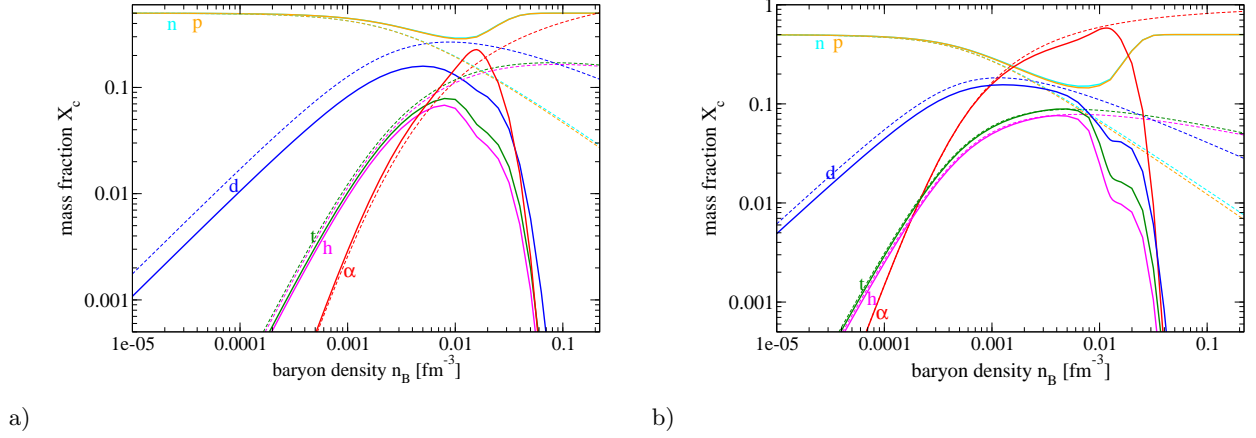 mass fraction X_c
0.1
0.01
0.001
1e-05 0.0001 0.001 0.01 0.1
baryon density n_B [fm^-3]
n p
d
t
h
α
a)
mass fraction X_c
1
0.1
0.01
0.001
1e-05 0.0001 0.001 0.01 0.1
baryon density n_B [fm^-3]
n p
d
t
h
α
b)